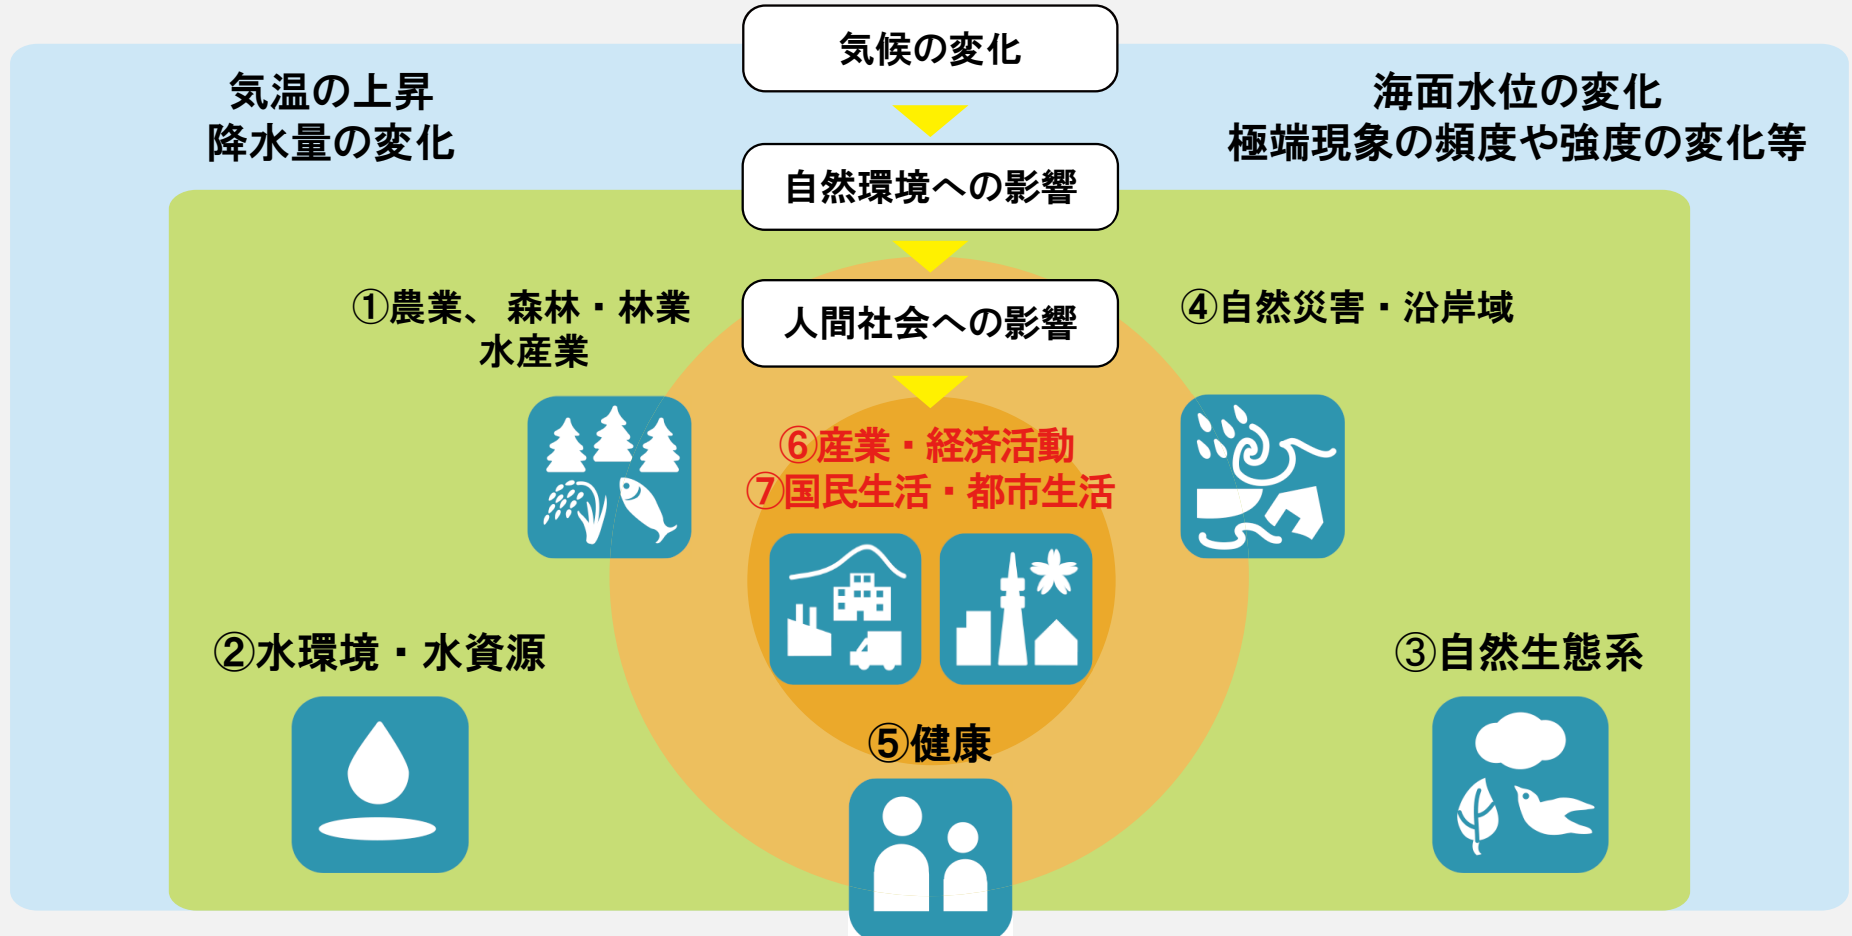 気候の変化
気温の上昇
降水量の変化
海面水位の変化
極端現象の頻度や強度の変化等
自然環境への影響
①農業、森林・林業
水産業
人間社会への影響
④自然災害・沿岸域
⑥産業・経済活動
⑦国民生活・都市生活
②水環境・水資源
③自然生態系
⑤健康